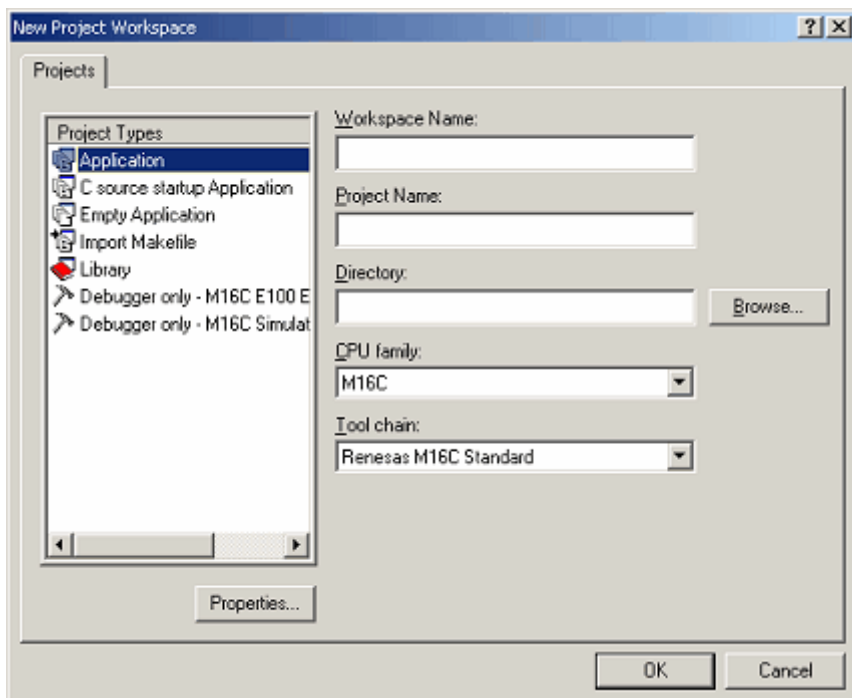 New Project Workspace
Projects
Project Types
Application
C source startup Application
Empty Application
Import Makefile
Library
Debugger only - M16C E100 E
Debugger only - M16C Simulat
Properties...
Workspace Name:
Project Name:
Directory:
Browse...
CPU family:
M16C
Tool chain:
Renesas M16C Standard
OK
Cancel